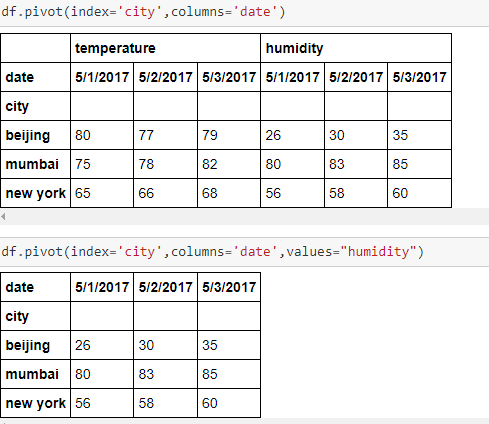 df.pivot(index='city',columns='date')
temperature humidity
date 5/1/2017 5/2/2017 5/3/2017 5/1/2017 5/2/2017 5/3/2017
city
beijing 80 77 79 26 30 35
mumbai 75 78 82 80 83 85
new york 65 66 68 56 58 60
df.pivot(index='city',columns='date',values="humidity")
date 5/1/2017 5/2/2017 5/3/2017
city
beijing 26 30 35
mumbai 80 83 85
new york 56 58 60